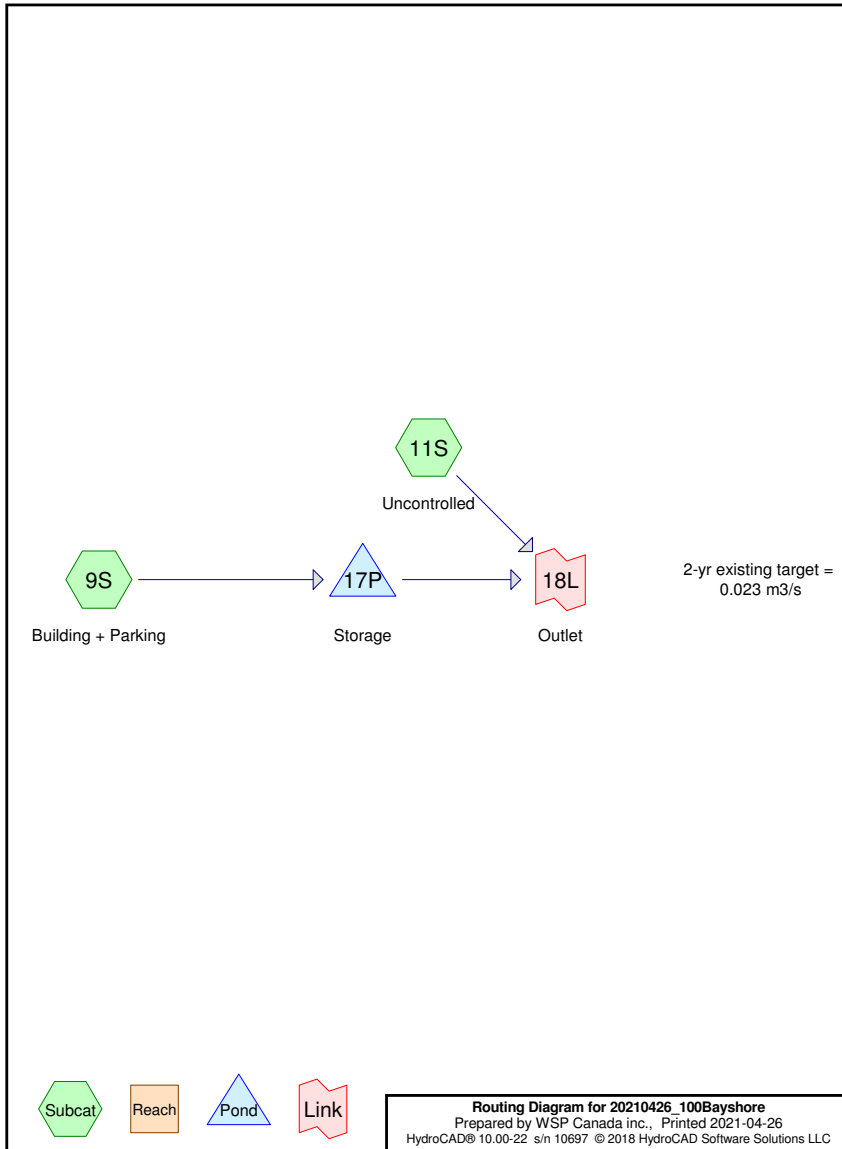 11S
Uncontrolled
9S
Building + Parking
17P
Storage
18L
Outlet
2-yr existing target =
0.023 m3/s
Subcat
Reach
Pond
Link
Routing Diagram for 20210426_100Bayshore
Prepared by WSP Canada inc., Printed 2021-04-26
HydroCAD® 10.00-22 s/n 10697 © 2018 HydroCAD Software Solutions LLC